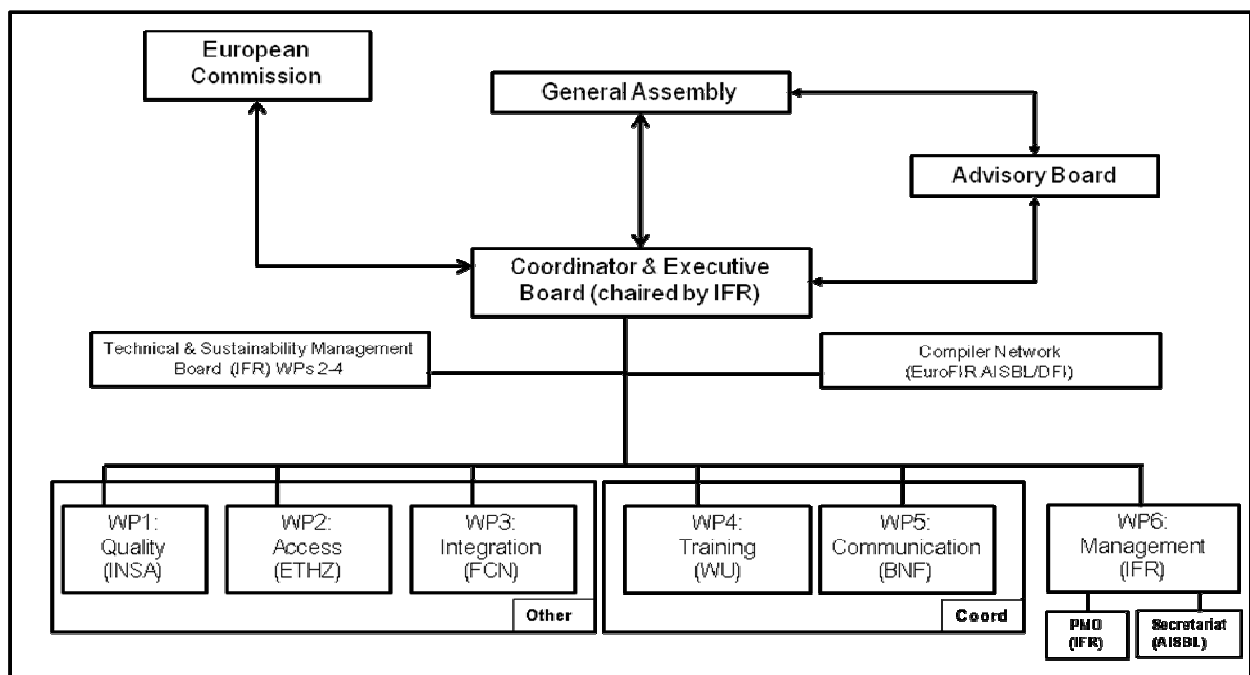 European
Commission
General Assembly
Advisory Board
Coordinator & Executive
Board (chaired by IFR)
Technical & Sustainability Management
Board (IFR) WPs 2-4
Compiler Network
(EuroFIR AISBL/DFI)
WP1:
Quality
(INSA)
WP2:
Access
(ETHZ)
WP3:
Integration
(FCN)
Other
WP4:
Training
(WU)
WP5:
Communication
(BNF)
Coord
WP6:
Management
(IFR)
PMO
(IFR)
Secretariat
(AISBL)